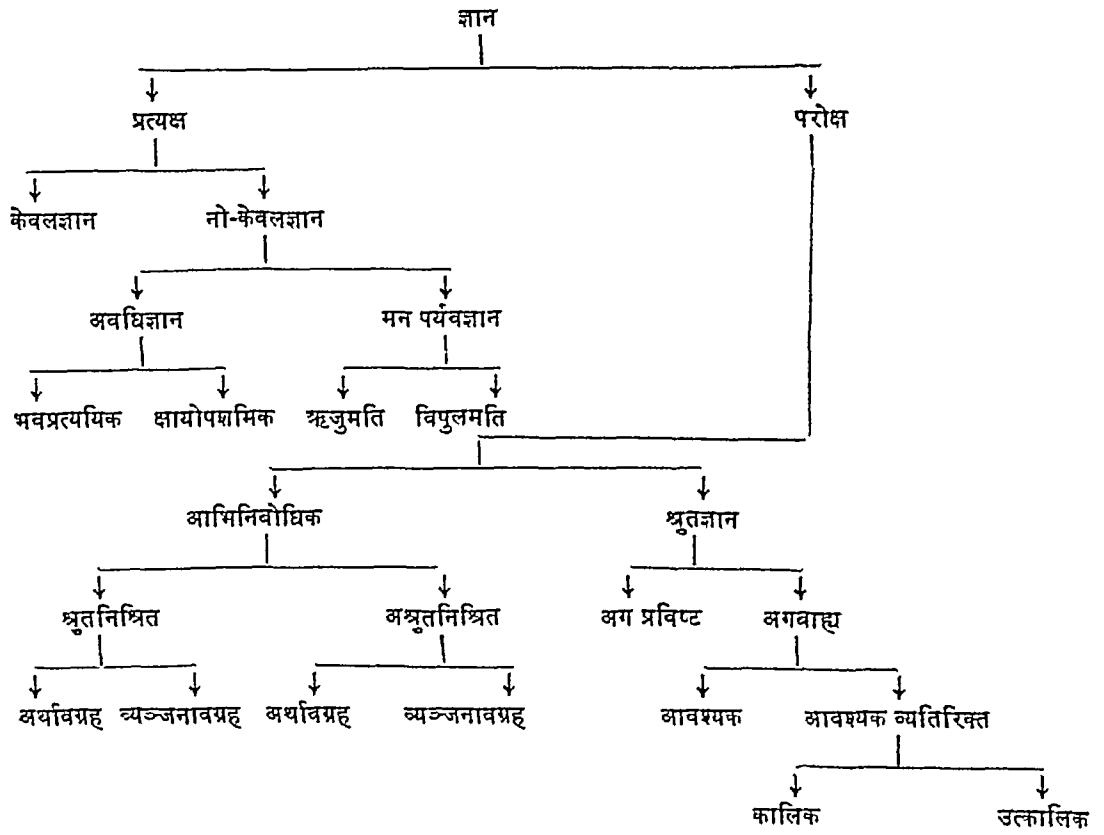 ज्ञान
प्रत्यक्ष परोक्ष
केवलज्ञान नो-केवलज्ञान
अवधिज्ञान मन पर्यवज्ञान
भवप्रत्ययिक क्षायोपशमिक ऋजुमति विपुलमति
आभिनिवोधिक श्रुतज्ञान
श्रुतनिश्रित अश्रुतनिश्रित अग प्रविष्ट अगवाह्य
अर्थावग्रह व्यञ्जनावग्रह अर्थावग्रह व्यञ्जनावग्रह आवश्यक आवश्यक व्यतिरिक्त
कालिक उत्कालिक